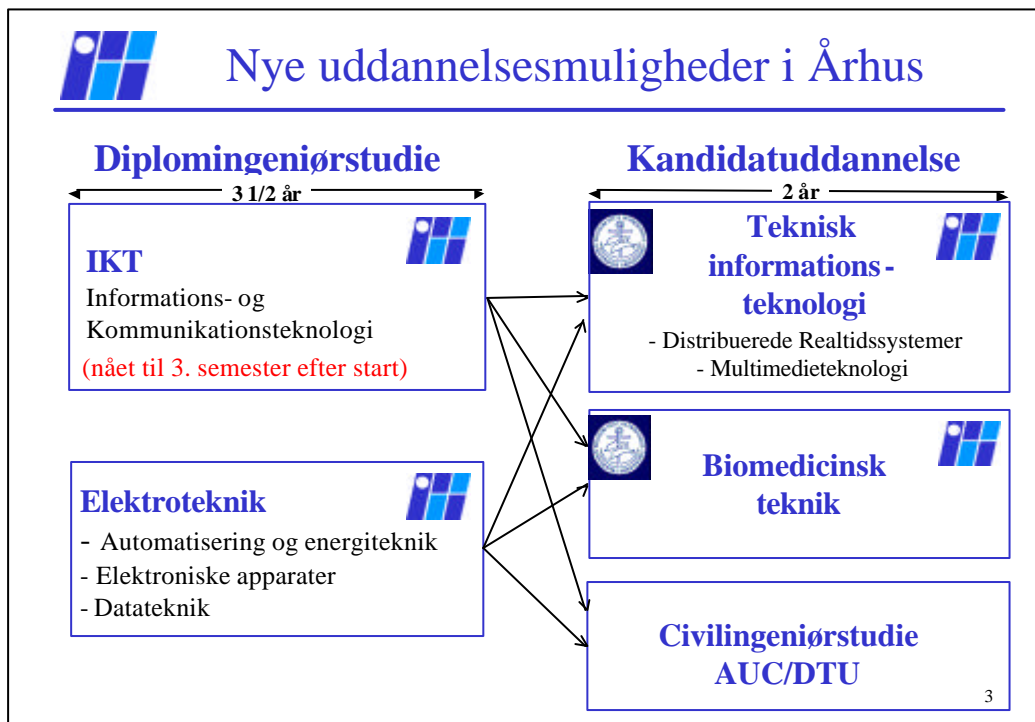 Nye uddannelsesmuligheder i Århus
Diplomingeniørstudie
3 1/2 år
IKT
Informations- og
Kommunikationsteknologi
(nået til 3. semester efter start)
Elektroteknik
- Automatisering og energiteknik
- Elektroniske apparater
- Datateknik
Kandidatuddannelse
2 år
Teknisk
informations-
teknologi
- Distribuerede Realtidssystemer
- Multimedieteknologi
Biomedicinsk
teknik
Civilingeniørstudie
AUC/DTU
3